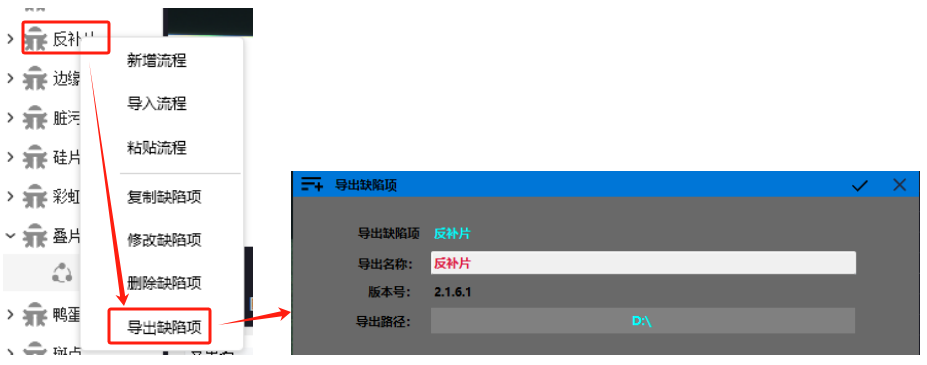 反补
边缘
脏污
硅片
彩虹
叠片
鸭蛋
斑点
新增流程
导入流程
粘贴流程
复制缺陷项
修改缺陷项
删除缺陷项
导出缺陷项
导出缺陷项
导出缺陷项 反补片
导出名称： 反补片
版本号： 2.1.6.1
导出路径： D:\